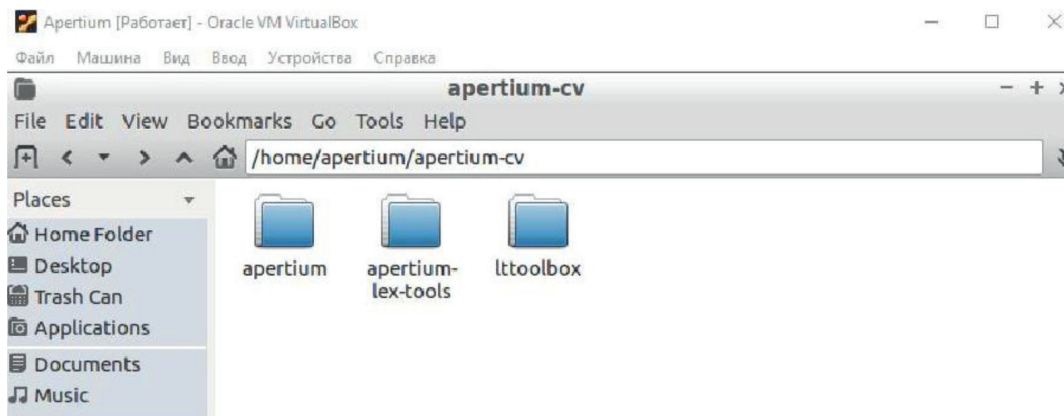 Apertium [Работает] - Oracle VM VirtualBox
Файл Машина Вид Ввод Устройства Справка
apertium-cv
File Edit View Bookmarks Go Tools Help
/home/apertium/apertium-cv
Places
Home Folder
Desktop
Trash Can
Applications
Documents
Music
apertium
apertium-
lex-tools
lttoolbox